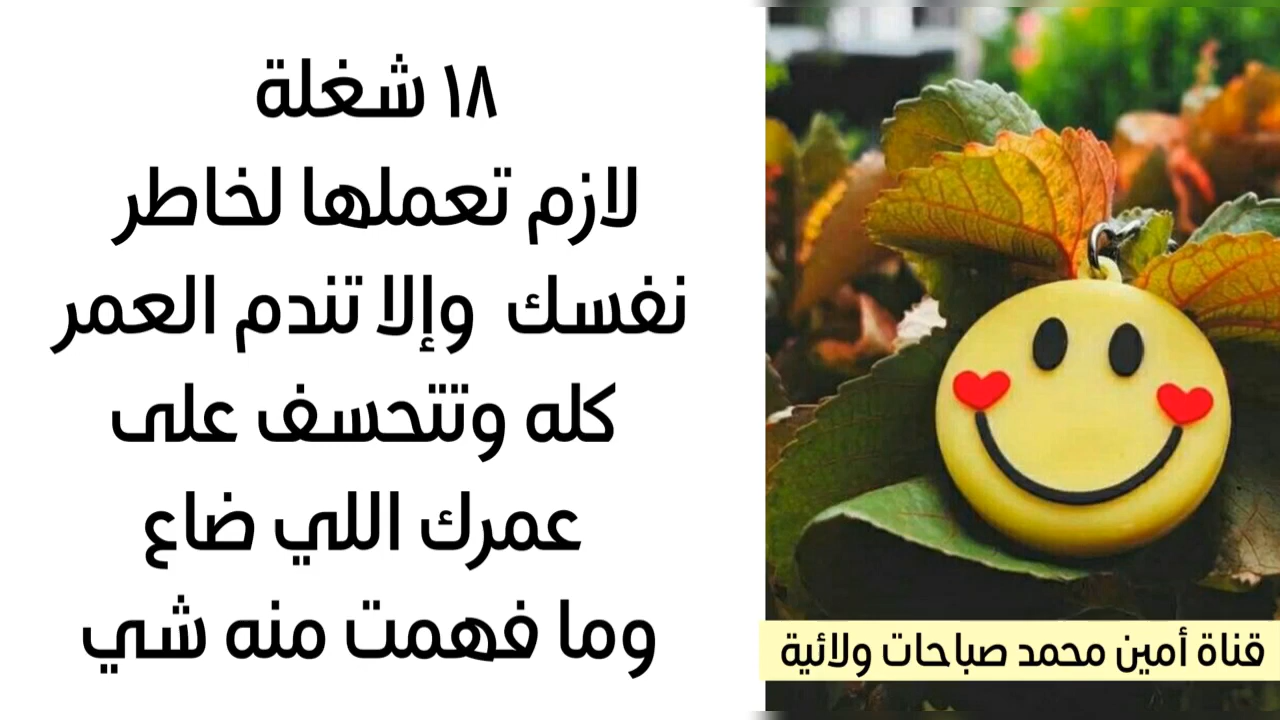 ١٨ شغلة
لازم تعملها لخاطر
نفسك وإلا تندم العمر
كله وتتحسف على
عمرك اللي ضاع
وما فهمت منه شي
قناة أمين محمد صباحات ولائية